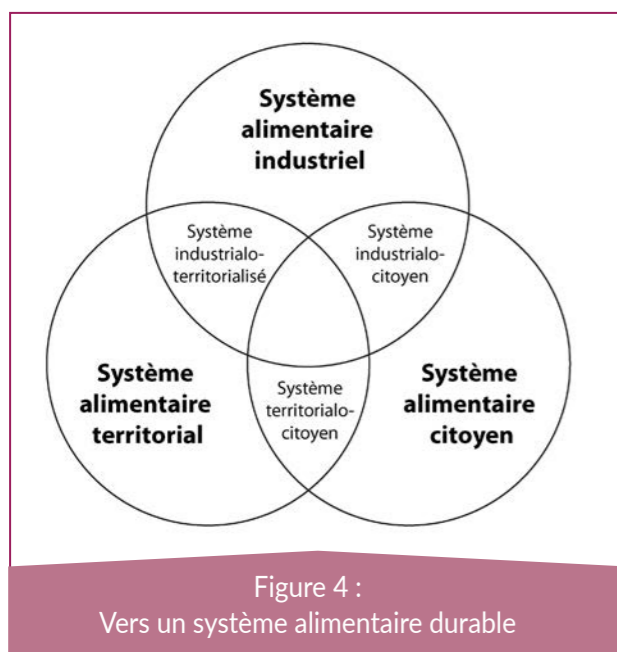 Système
alimentaire
industriel
Système
industrialo-
territorialisé
Système
industrialo-
citoyen
Système
alimentaire
territorial
Système
territorialo-
citoyen
Système
alimentaire
citoyen
Figure 4 :
Vers un système alimentaire durable